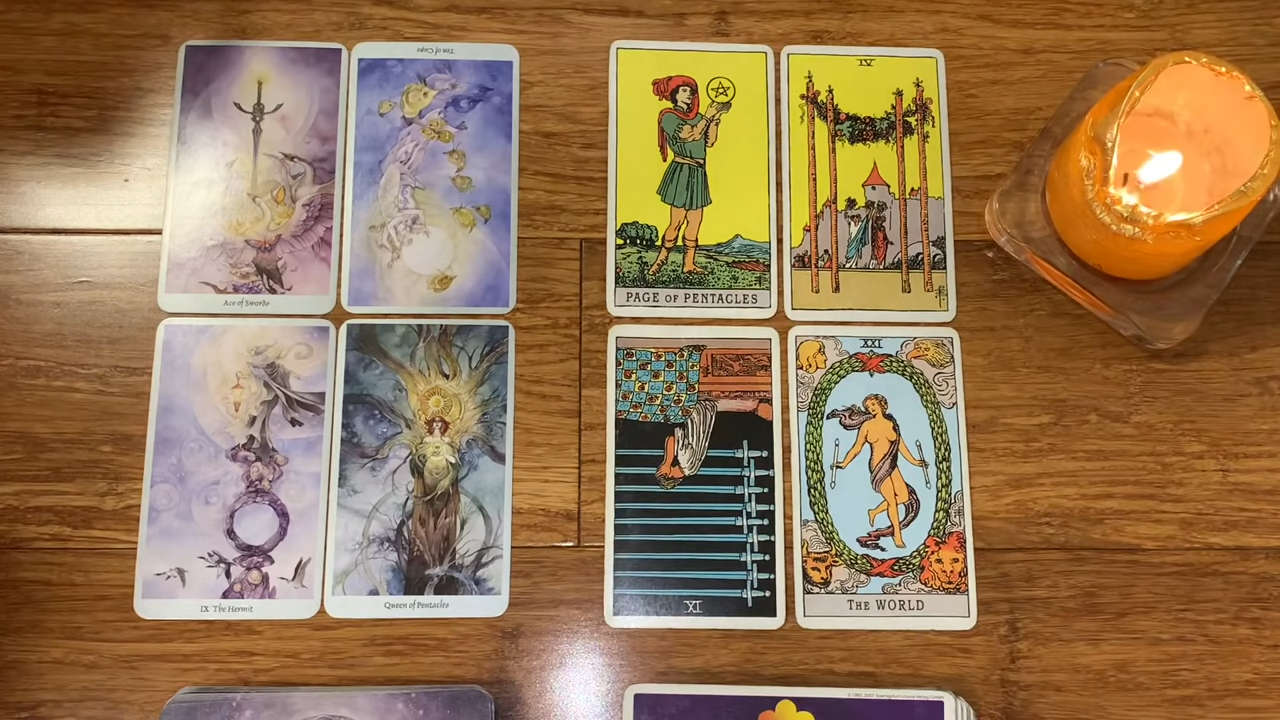 Ace of Swords
Ten of Cups
PAGE OF PENTACLES
IV
IX The Hermit
Queen of Pentacles
IX
XXI
THE WORLD